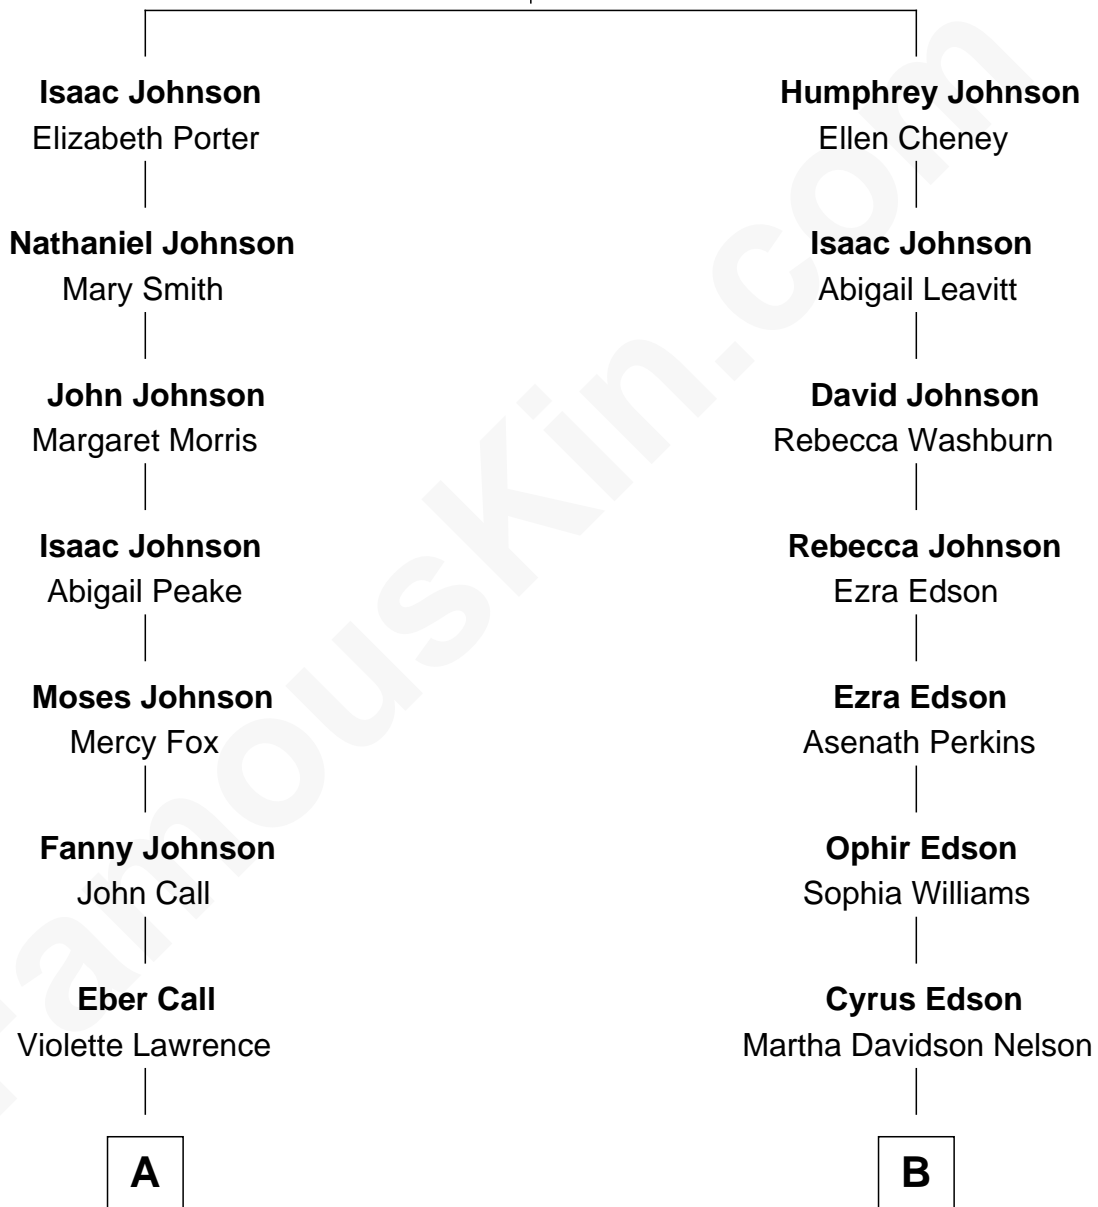 Isaac Johnson
Elizabeth Porter
Nathaniel Johnson
Mary Smith
John Johnson
Margaret Morris
Isaac Johnson
Abigail Peake
Moses Johnson
Mercy Fox
Fanny Johnson
John Call
Eber Call
Violette Lawrence
A
Humphrey Johnson
Ellen Cheney
Isaac Johnson
Abigail Leavitt
David Johnson
Rebecca Washburn
Rebecca Johnson
Ezra Edson
Ezra Edson
Asenath Perkins
Ophir Edson
Sophia Williams
Cyrus Edson
Martha Davidson Nelson
B
FamousKin.com